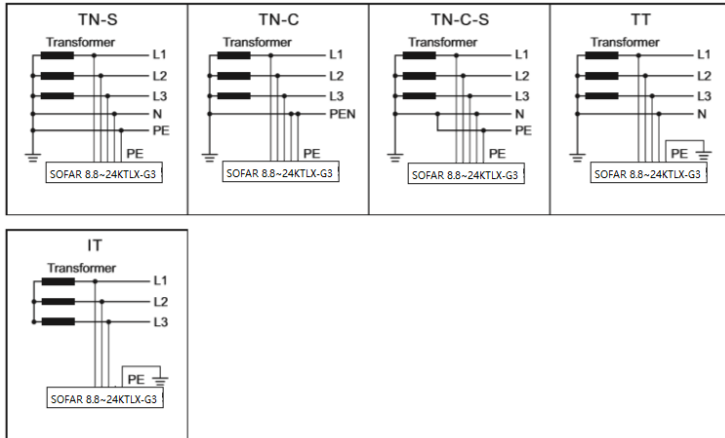 TN-S
Transformer
L1
L2
L3
N
PE
PE
SOFAR 8.8~24KTLX-G3
TN-C
Transformer
L1
L2
L3
PEN
PE
SOFAR 8.8~24KTLX-G3
TN-C-S
Transformer
L1
L2
L3
N
PE
PE
SOFAR 8.8~24KTLX-G3
TT
Transformer
L1
L2
L3
N
PE
SOFAR 8.8~24KTLX-G3
IT
Transformer
L1
L2
L3
PE
SOFAR 8.8~24KTLX-G3